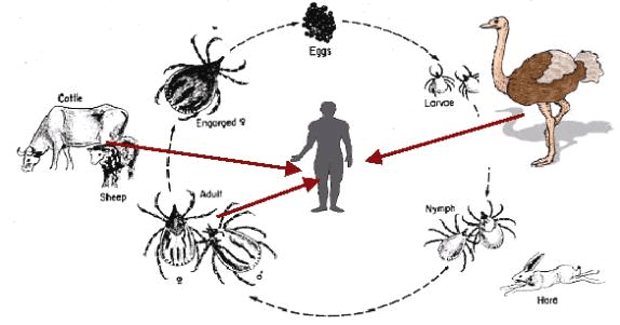 Eggs
Cattle
Engorged ♀
Larvae
Sheep
Adult
Nymph
♀
♂
Hare